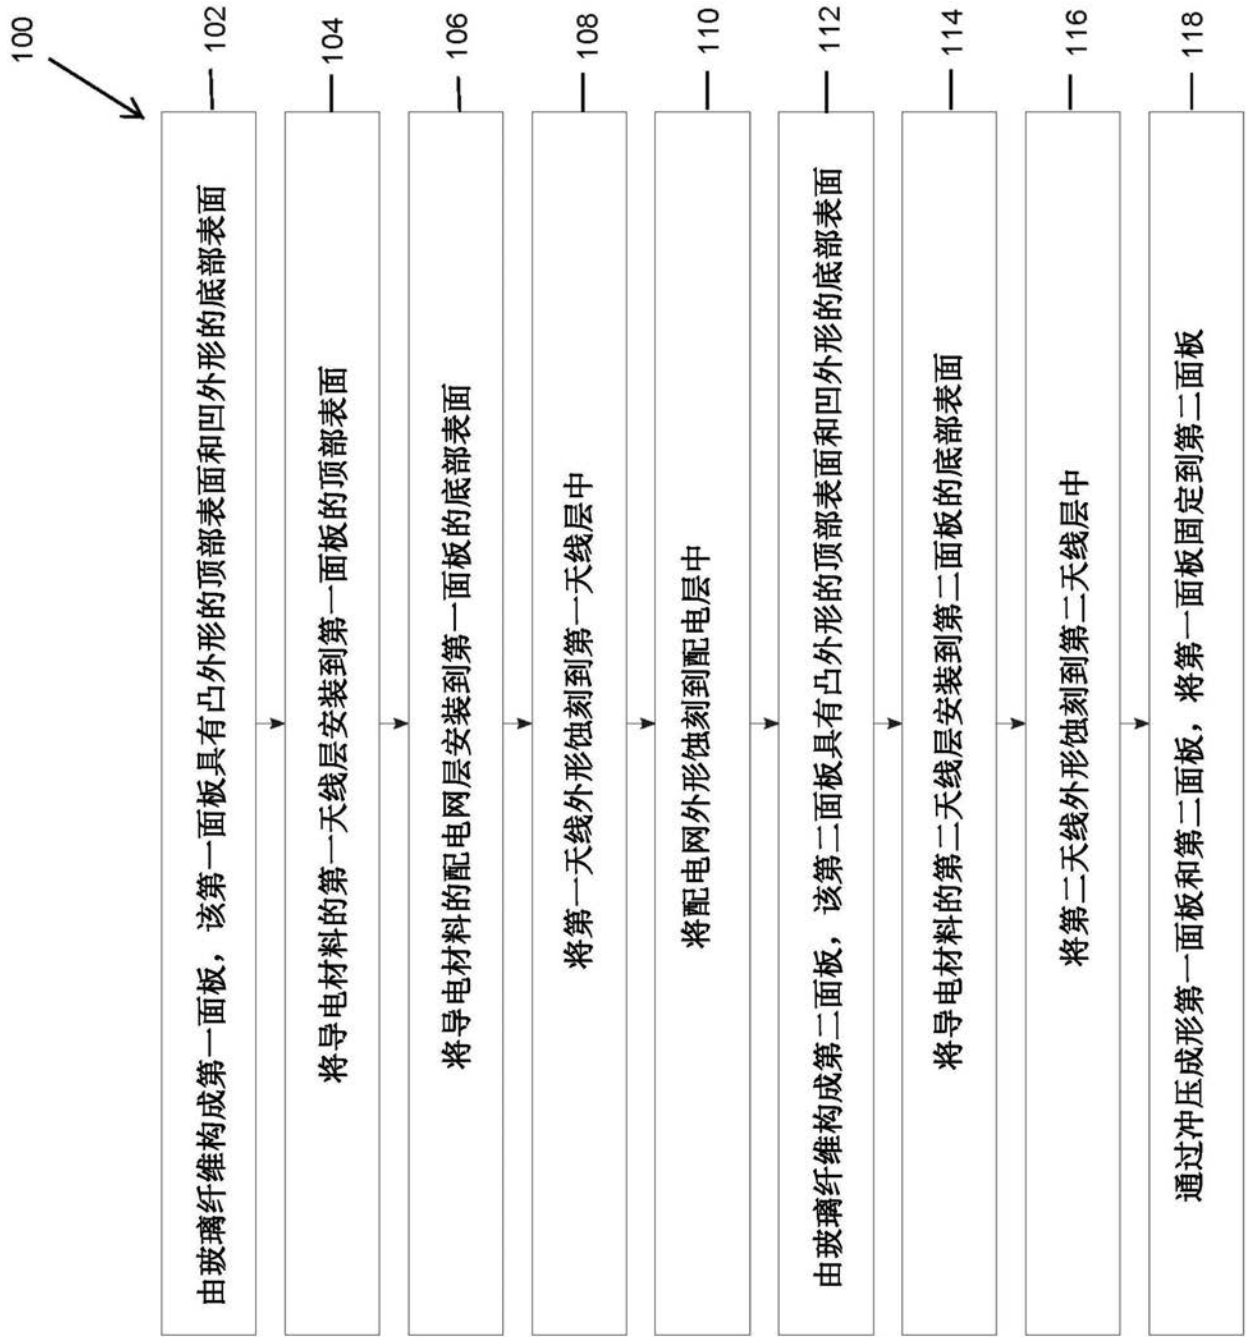 100
由玻璃纤维构成第一面板，该第一面板具有凸外形的顶部表面和凹外形的底部表面
102
将导电材料的第一天线层安装到第一面板的顶部表面
104
将导电材料的配电网层安装到第一面板的底部表面
106
将第一天线外形蚀刻到第一天线层中
108
将配电网外形蚀刻到配电层中
110
由玻璃纤维构成第二面板，该第二面板具有凸外形的顶部表面和凹外形的底部表面
112
将导电材料的第二天线层安装到第二面板的底部表面
114
将第二天线外形蚀刻到第二天线层中
116
通过冲压成形第一面板和第二面板，将第一面板固定到第二面板
118